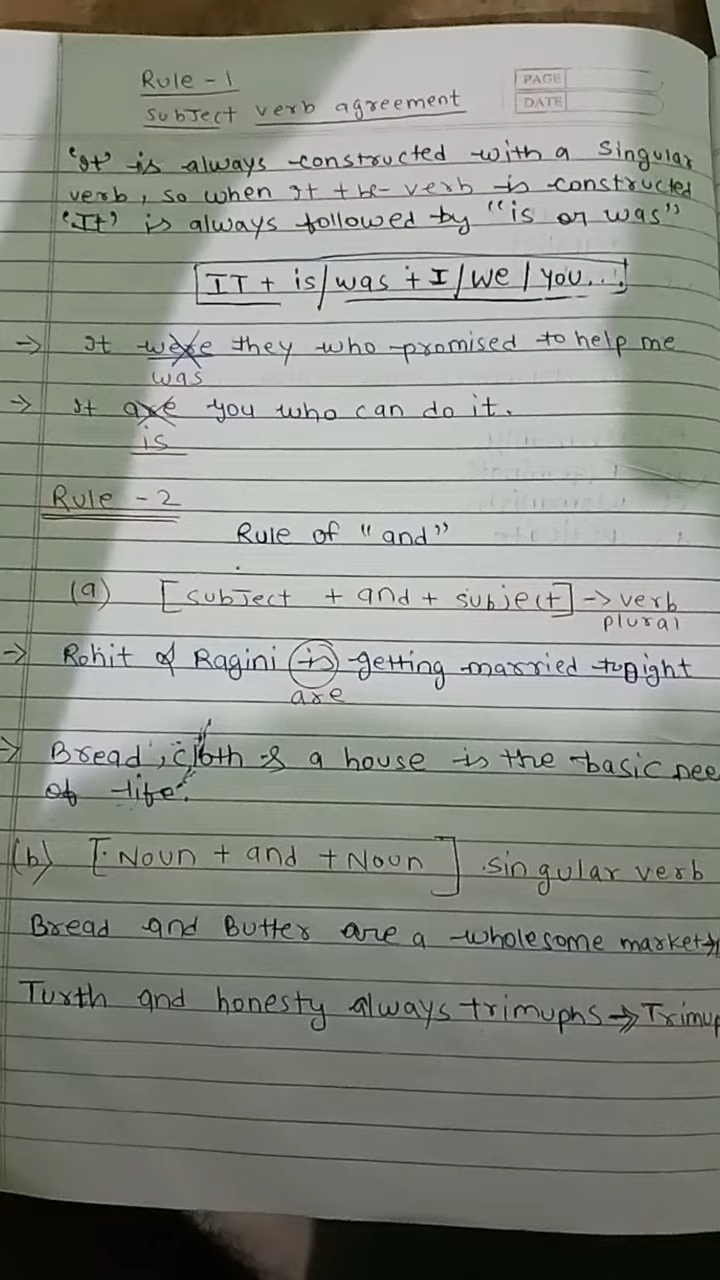 Rule - 1
PAGE
Subject verb agreement
DATE
'It' is always constructed with a singular
verb, so when It + be - verb is constructed
'It' is always followed by "is or was"
IT + is/was + I/we/you...
→ It were they who promised to help me
was
→ It are you who can do it.
is
Rule - 2
Rule of "and"
(a) [subject + and + subject] → verb
plural
→ Rohit & Ragini is getting married tonight
are
→ Bread, cloth & a house is the basic nee
of life.
(b) [Noun + and + Noun] singular verb
Bread and Butter are a wholesome market →
Turth and honesty always trimuphs → Trimup